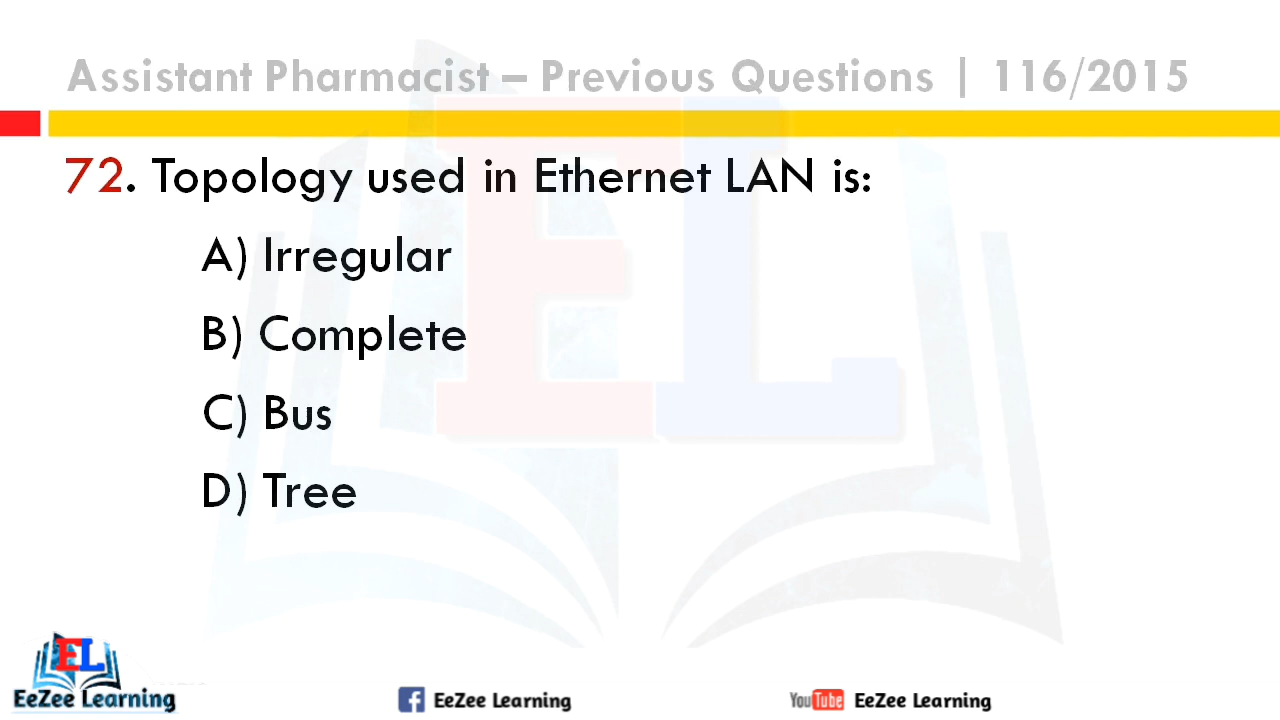 Assistant Pharmacist – Previous Questions | 116/2015
72. Topology used in Ethernet LAN is:
A) Irregular
B) Complete
C) Bus
D) Tree
EL
EL
EeZee Learning
f EeZee Learning
YouTube EeZee Learning